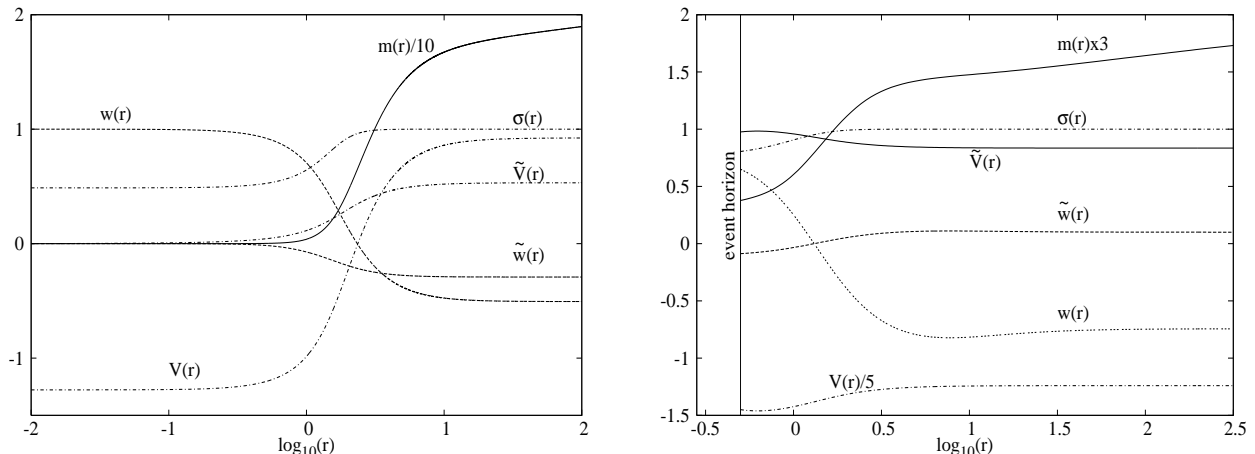 2
1
0
-1
-2
-1
0
1
2
log10(r)
m(r)/10
w(r)
σ(r)
Ṽ(r)
w̃(r)
V(r)
2
1.5
1
0.5
0
-0.5
-1
-1.5
-0.5
0
0.5
1
1.5
2
2.5
log10(r)
event horizon
m(r)x3
σ(r)
Ṽ(r)
w̃(r)
w(r)
V(r)/5